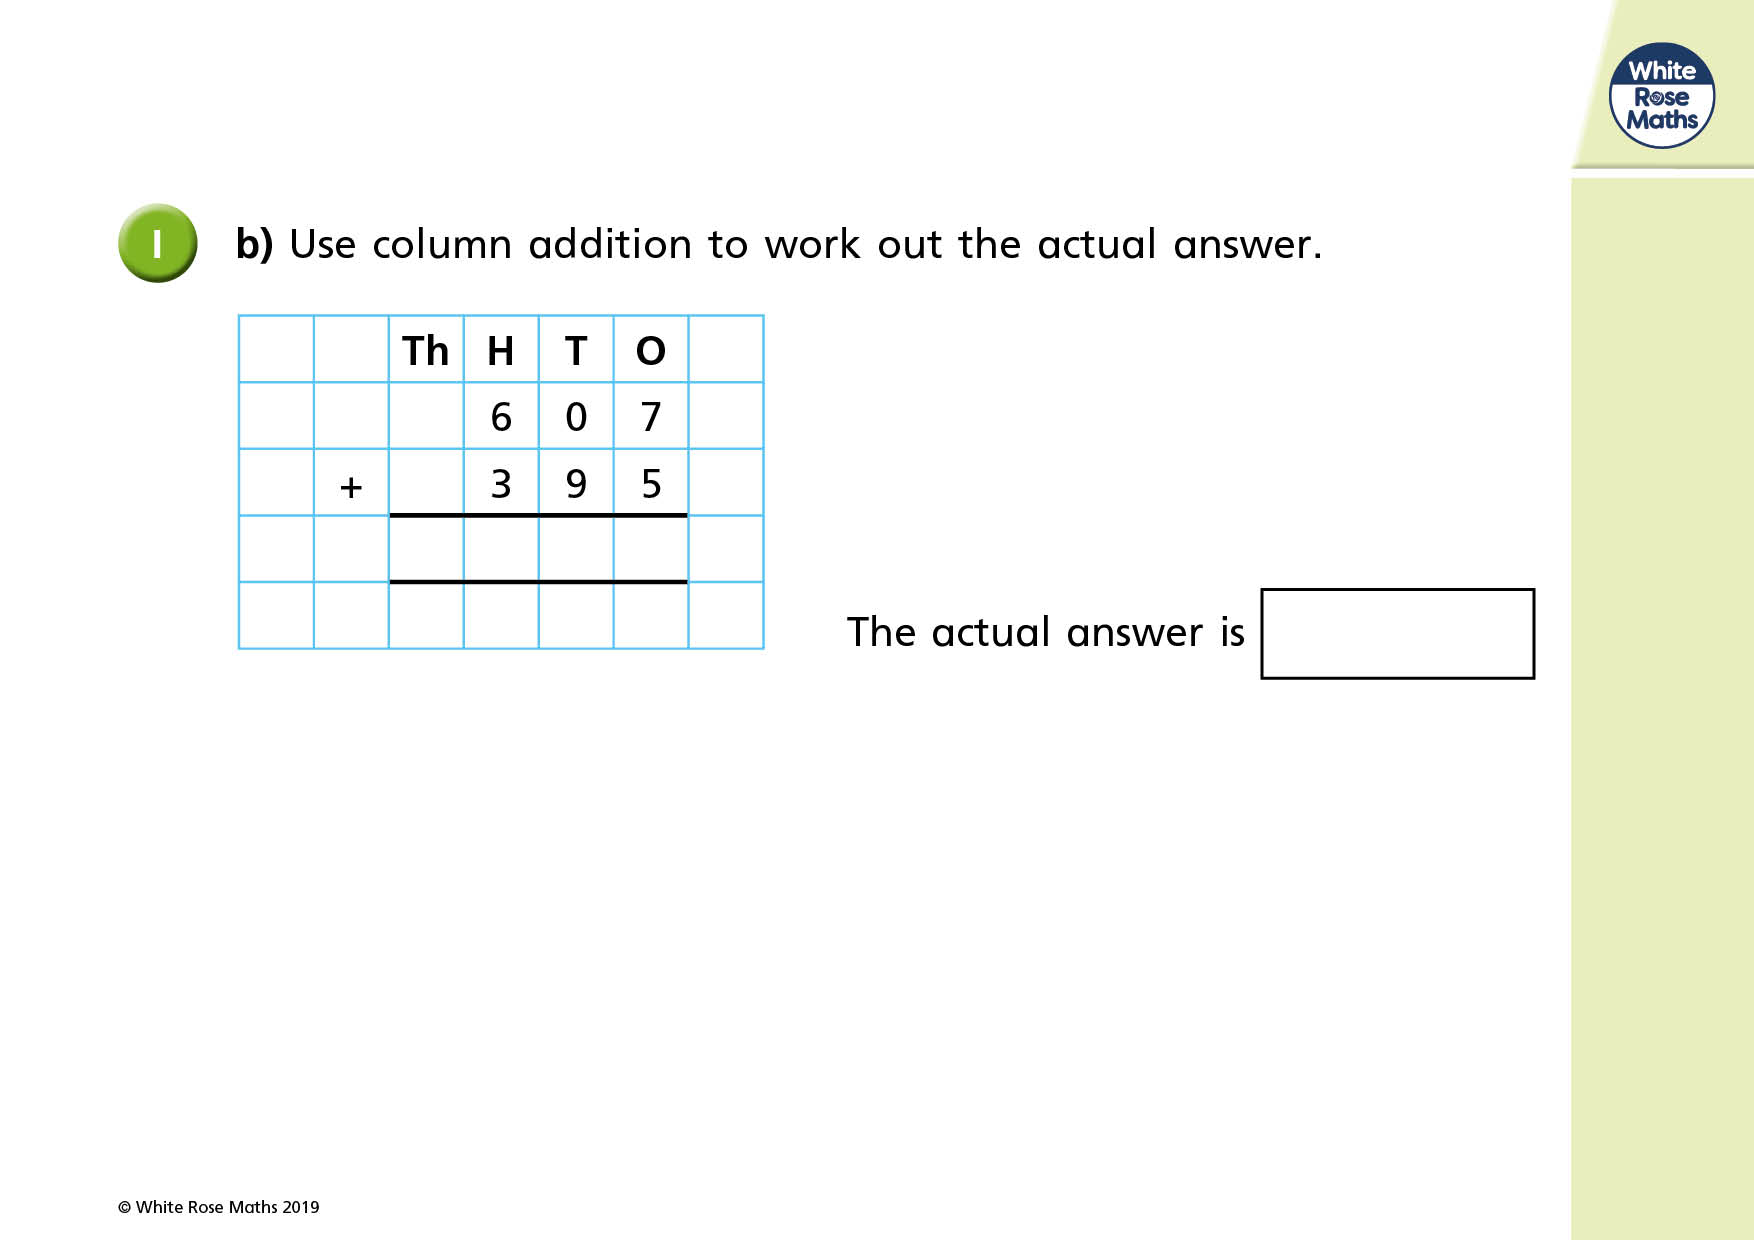 White
Rose
Maths
1 b) Use column addition to work out the actual answer.
Th H T O
6 0 7
+ 3 9 5
The actual answer is
© White Rose Maths 2019